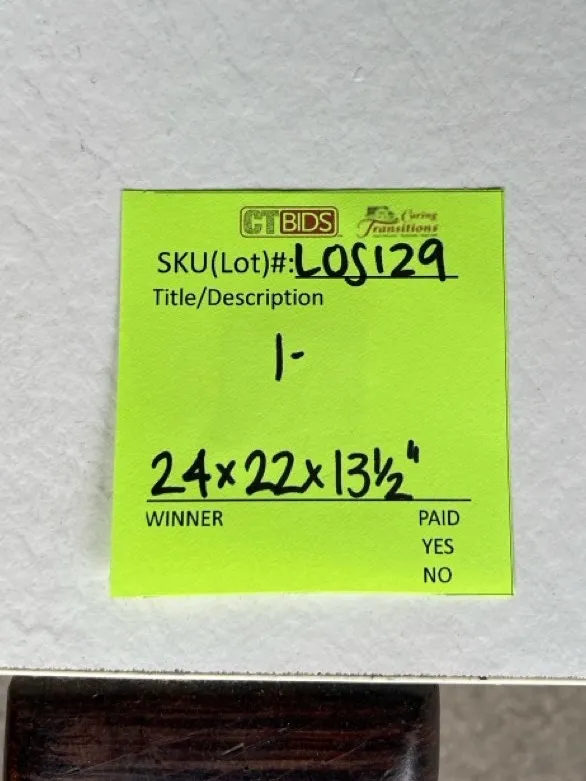 CTBIDS
Caring
Transitions
SKU(Lot)#:LOS129
Title/Description
1-
24x22x13½"
WINNER PAID
YES
NO